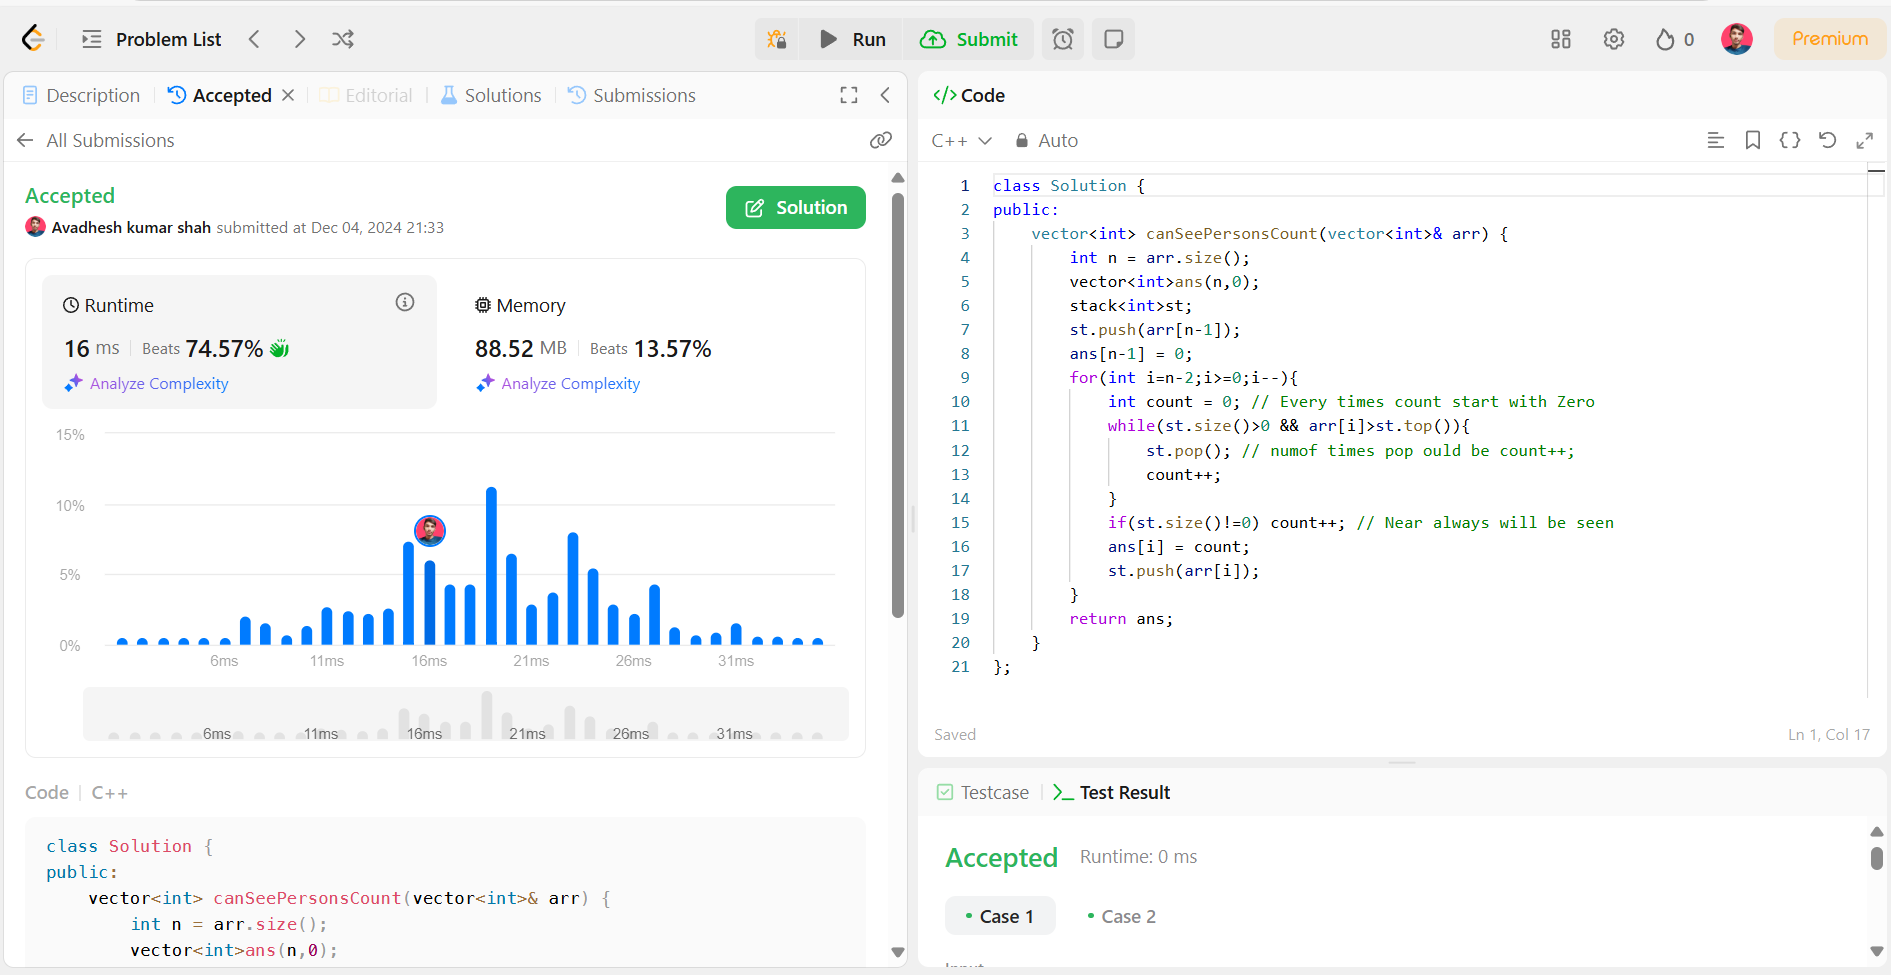 Problem List
Run
Submit
0
Premium
Description
Accepted
Editorial
Solutions
Submissions
All Submissions
Accepted
Avadhesh kumar shah submitted at Dec 04, 2024 21:33
Solution
Runtime
16 ms
Beats 74.57%
Analyze Complexity
Memory
88.52 MB
Beats 13.57%
Analyze Complexity
15%
10%
5%
0%
6ms 11ms 16ms 21ms 26ms 31ms
6ms 11ms 16ms 21ms 26ms 31ms
Code C++
class Solution {
public:
    vector<int> canSeePersonsCount(vector<int>& arr) {
        int n = arr.size();
        vector<int>ans(n,0);
</> Code
C++ Auto
1 class Solution {
2 public:
3     vector<int> canSeePersonsCount(vector<int>& arr) {
4         int n = arr.size();
5         vector<int>ans(n,0);
6         stack<int>st;
7         st.push(arr[n-1]);
8         ans[n-1] = 0;
9         for(int i=n-2;i>=0;i--){
10             int count = 0; // Every times count start with Zero
11             while(st.size()>0 && arr[i]>st.top()){
12                 st.pop(); // numof times pop ould be count++;
13                 count++;
14             }
15             if(st.size()!=0) count++; // Near always will be seen
16             ans[i] = count;
17             st.push(arr[i]);
18         }
19         return ans;
20     }
21 };
Saved
Ln 1, Col 17
Testcase
Test Result
Accepted Runtime: 0 ms
Case 1
Case 2